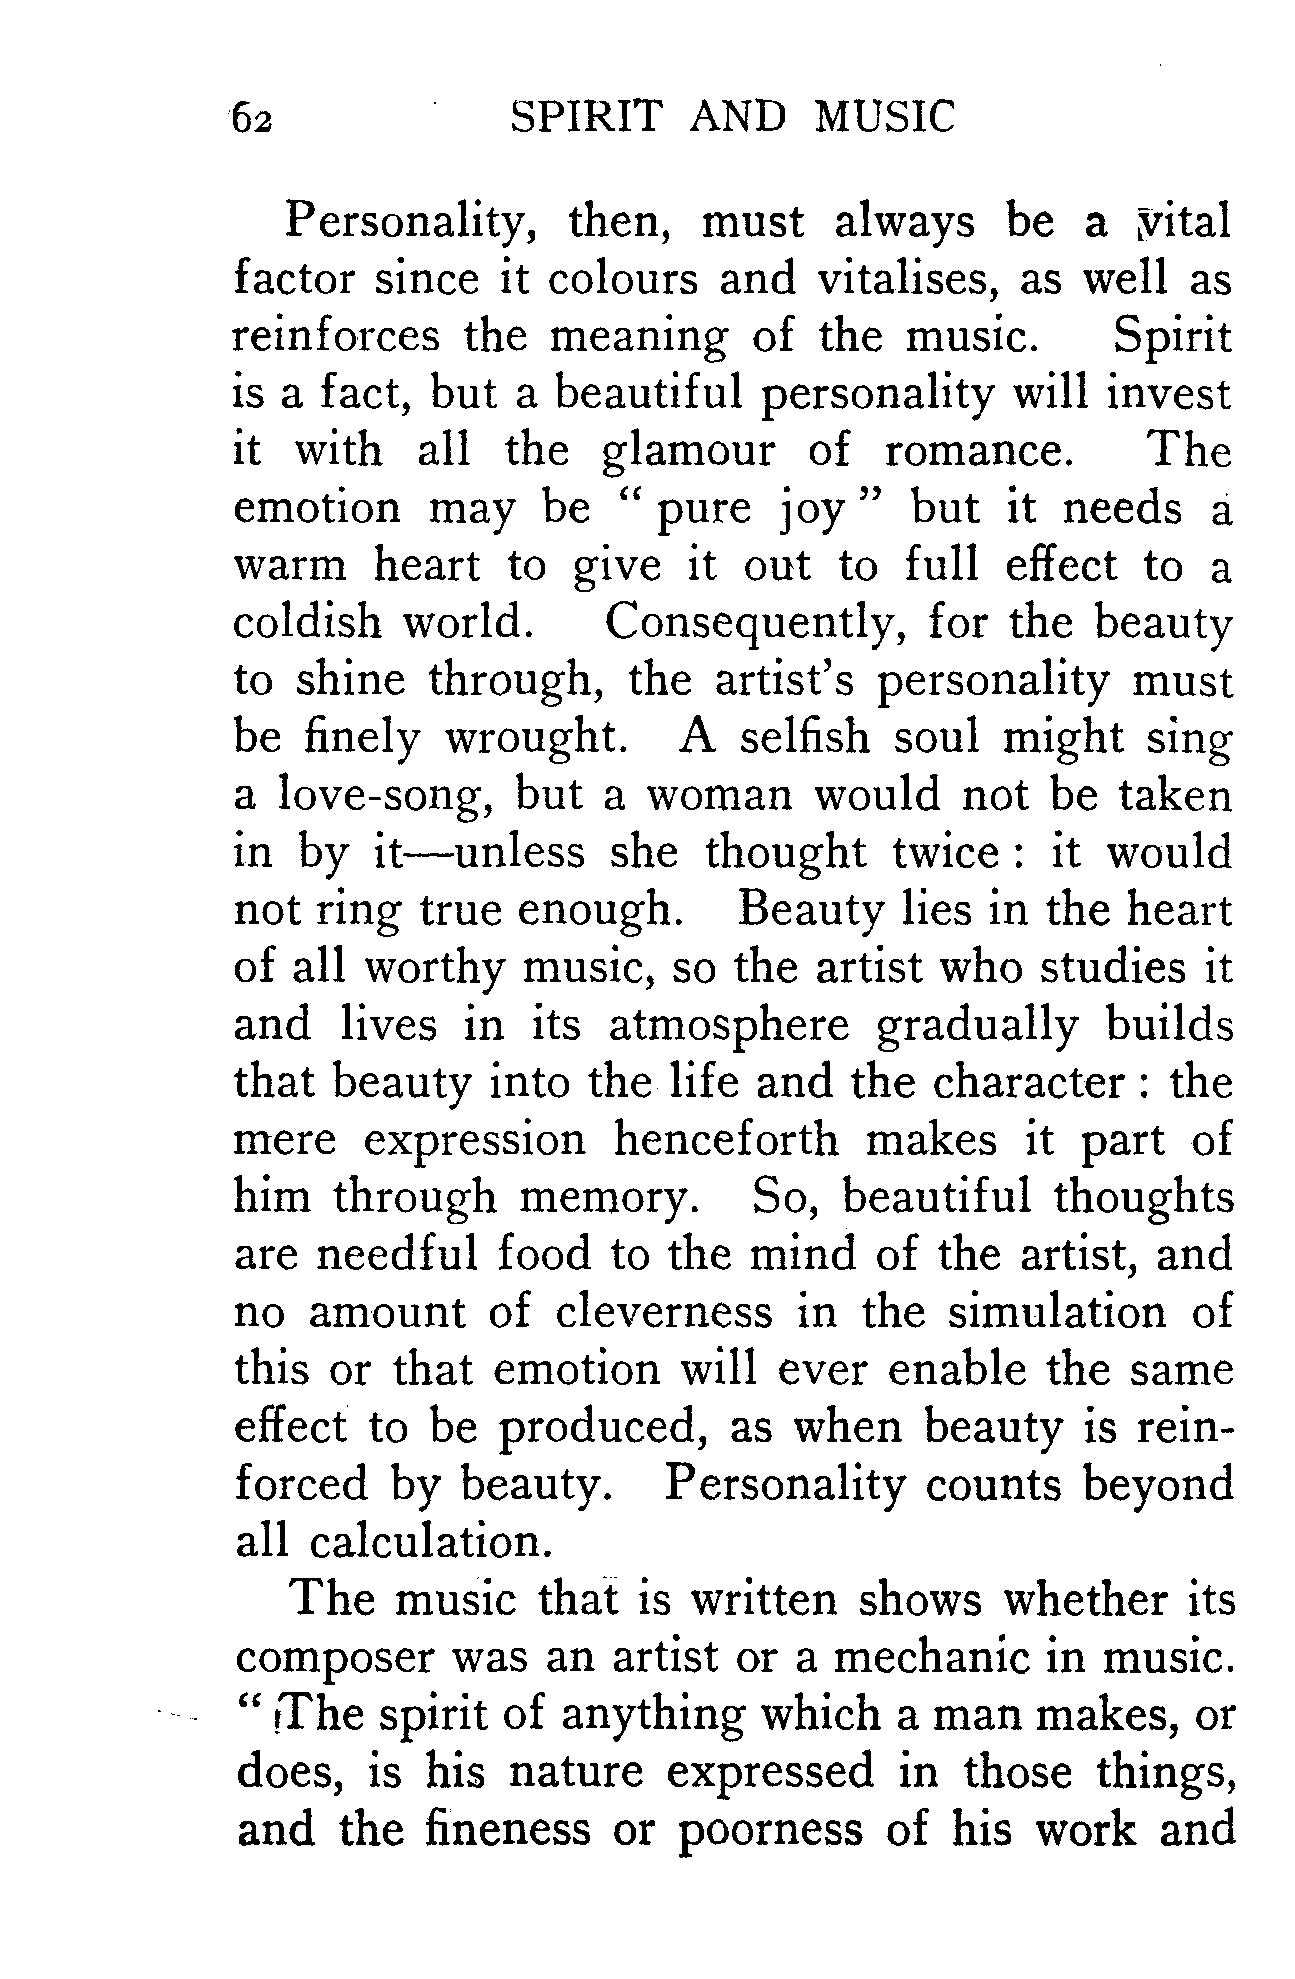 62 SPIRIT AND MUSIC
Personality, then, must always be a vital
factor since it colours and vitalises, as well as
reinforces the meaning of the music. Spirit
is a fact, but a beautiful personality will invest
it with all the glamour of romance. The
emotion may be “ pure joy ” but it needs a
warm heart to give it out to full effect to a
coldish world. Consequently, for the beauty
to shine through, the artist’s personality must
be finely wrought. A selfish soul might sing
a love-song, but a woman would not be taken
in by it—unless she thought twice : it would
not ring true enough. Beauty lies in the heart
of all worthy music, so the artist who studies it
and lives in its atmosphere gradually builds
that beauty into the life and the character : the
mere expression henceforth makes it part of
him through memory. So, beautiful thoughts
are needful food to the mind of the artist, and
no amount of cleverness in the simulation of
this or that emotion will ever enable the same
effect to be produced, as when beauty is rein-
forced by beauty. Personality counts beyond
all calculation.
The music that is written shows whether its
composer was an artist or a mechanic in music.
“ The spirit of anything which a man makes, or
does, is his nature expressed in those things,
and the fineness or poorness of his work and